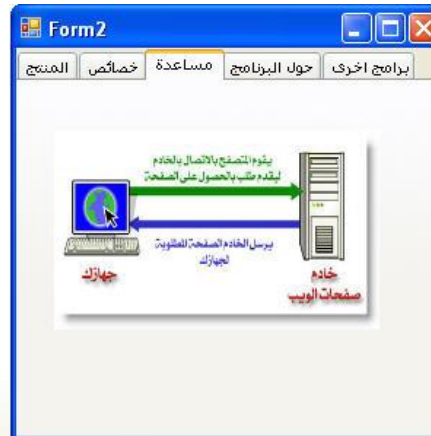 Form2
المنتج
خصائص
مساعدة
حول البرنامج
برامج اخرى
يقوم المتصفح بالاتصال بالخادم
ليقدم طلب بالحصول على الصفحة
يرسل الخادم الصفحة المطلوبة
لجهازك
جهازك
خادم
صفحات الويب